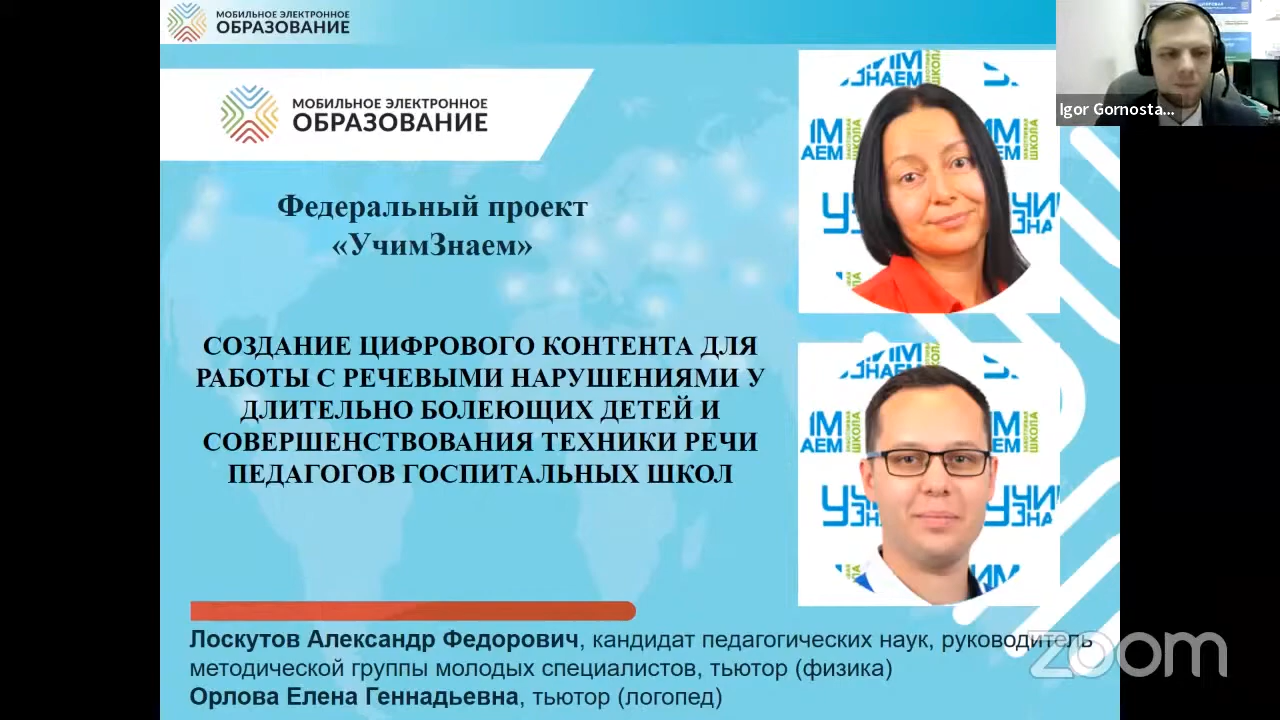 МОБИЛЬНОЕ ЭЛЕКТРОННОЕ
ОБРАЗОВАНИЕ
МОБИЛЬНОЕ ЭЛЕКТРОННОЕ
ОБРАЗОВАНИЕ
Igor Gornosta...
Федеральный проект
«УчимЗнаем»
СОЗДАНИЕ ЦИФРОВОГО КОНТЕНТА ДЛЯ
РАБОТЫ С РЕЧЕВЫМИ НАРУШЕНИЯМИ У
ДЛИТЕЛЬНО БОЛЕЮЩИХ ДЕТЕЙ И
СОВЕРШЕНСТВОВАНИЯ ТЕХНИКИ РЕЧИ
ПЕДАГОГОВ ГОСПИТАЛЬНЫХ ШКОЛ
Лоскутов Александр Федорович, кандидат педагогических наук, руководитель
методической группы молодых специалистов, тьютор (физика)
Орлова Елена Геннадьевна, тьютор (логопед)
zoom